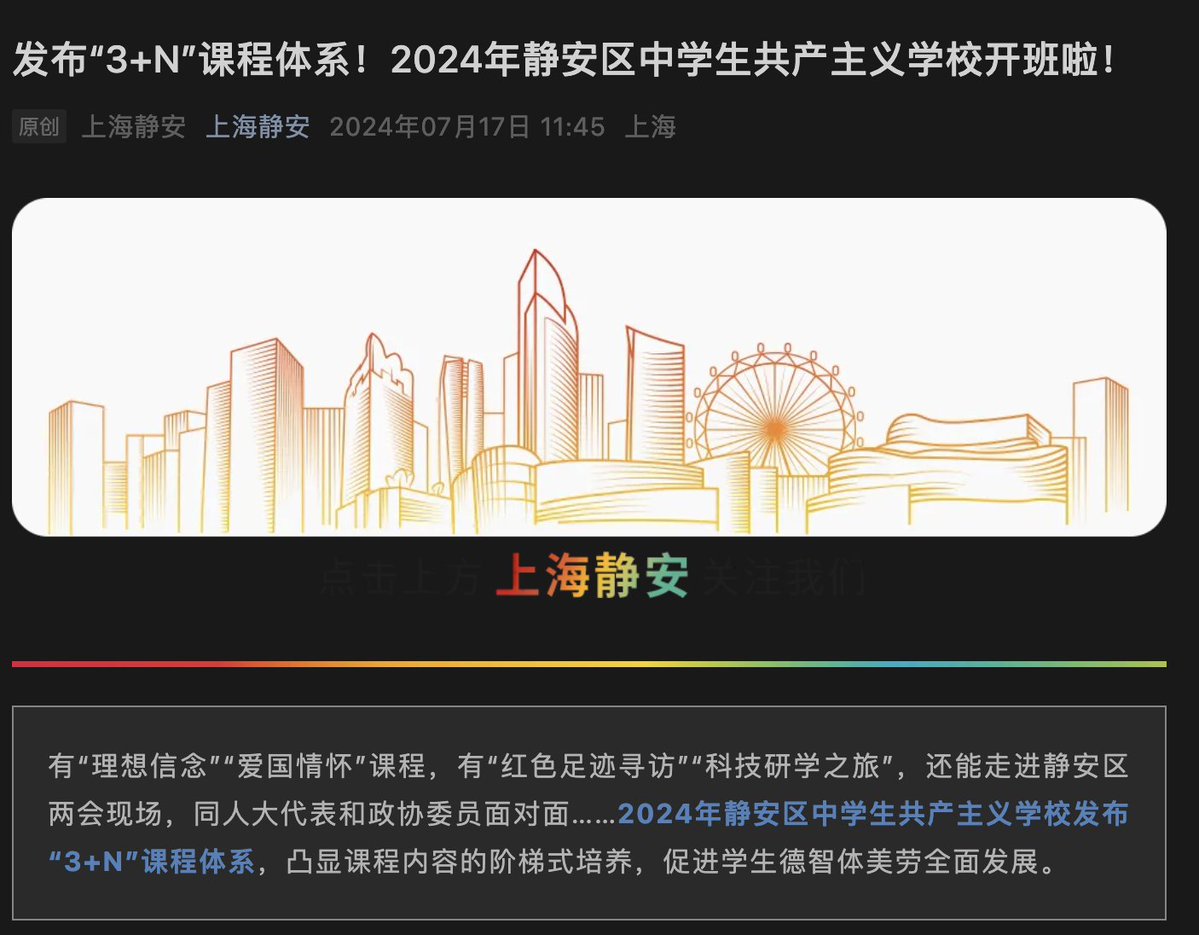 发布“3+N”课程体系！2024年静安区中学生共产主义学校开班啦！
原创 上海静安 上海静安 2024年07月17日 11:45 上海
点击上方 上海静安 关注我们
有“理想信念”“爱国情怀”课程，有“红色足迹寻访”“科技研学之旅”，还能走进静安区
两会现场，同人大代表和政协委员面对面……2024年静安区中学生共产主义学校发布
“3+N”课程体系，凸显课程内容的阶梯式培养，促进学生德智体美劳全面发展。